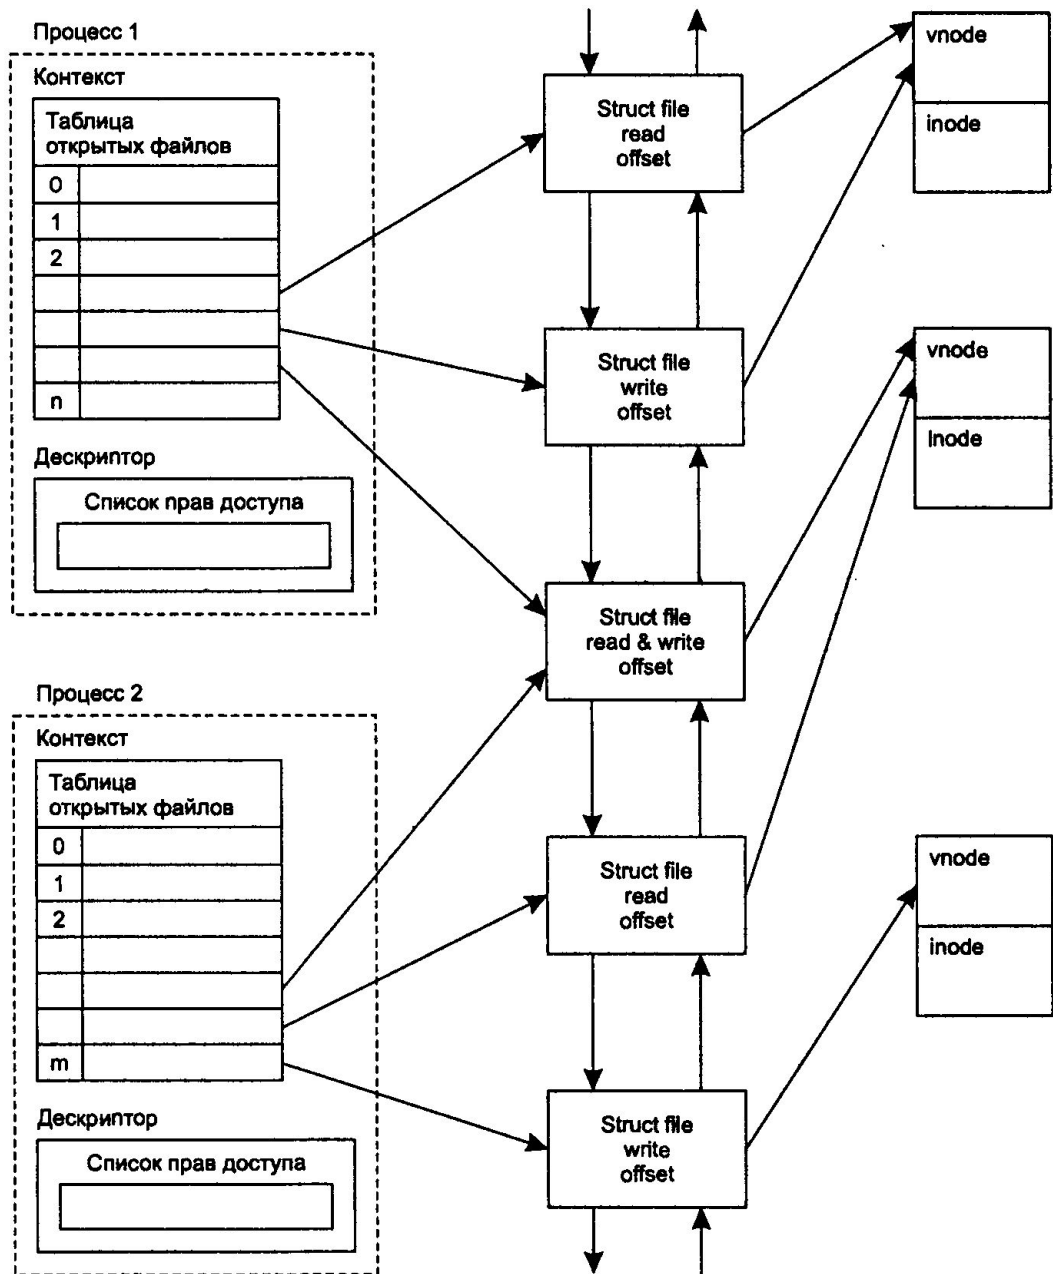 Процесс 1
Контекст
Таблица
открытых файлов
0
1
2
n
Дескриптор
Список прав доступа
Процесс 2
Контекст
Таблица
открытых файлов
0
1
2
m
Дескриптор
Список прав доступа
Struct file
read
offset
Struct file
write
offset
Struct file
read & write
offset
Struct file
read
offset
Struct file
write
offset
vnode
inode
vnode
Inode
vnode
inode